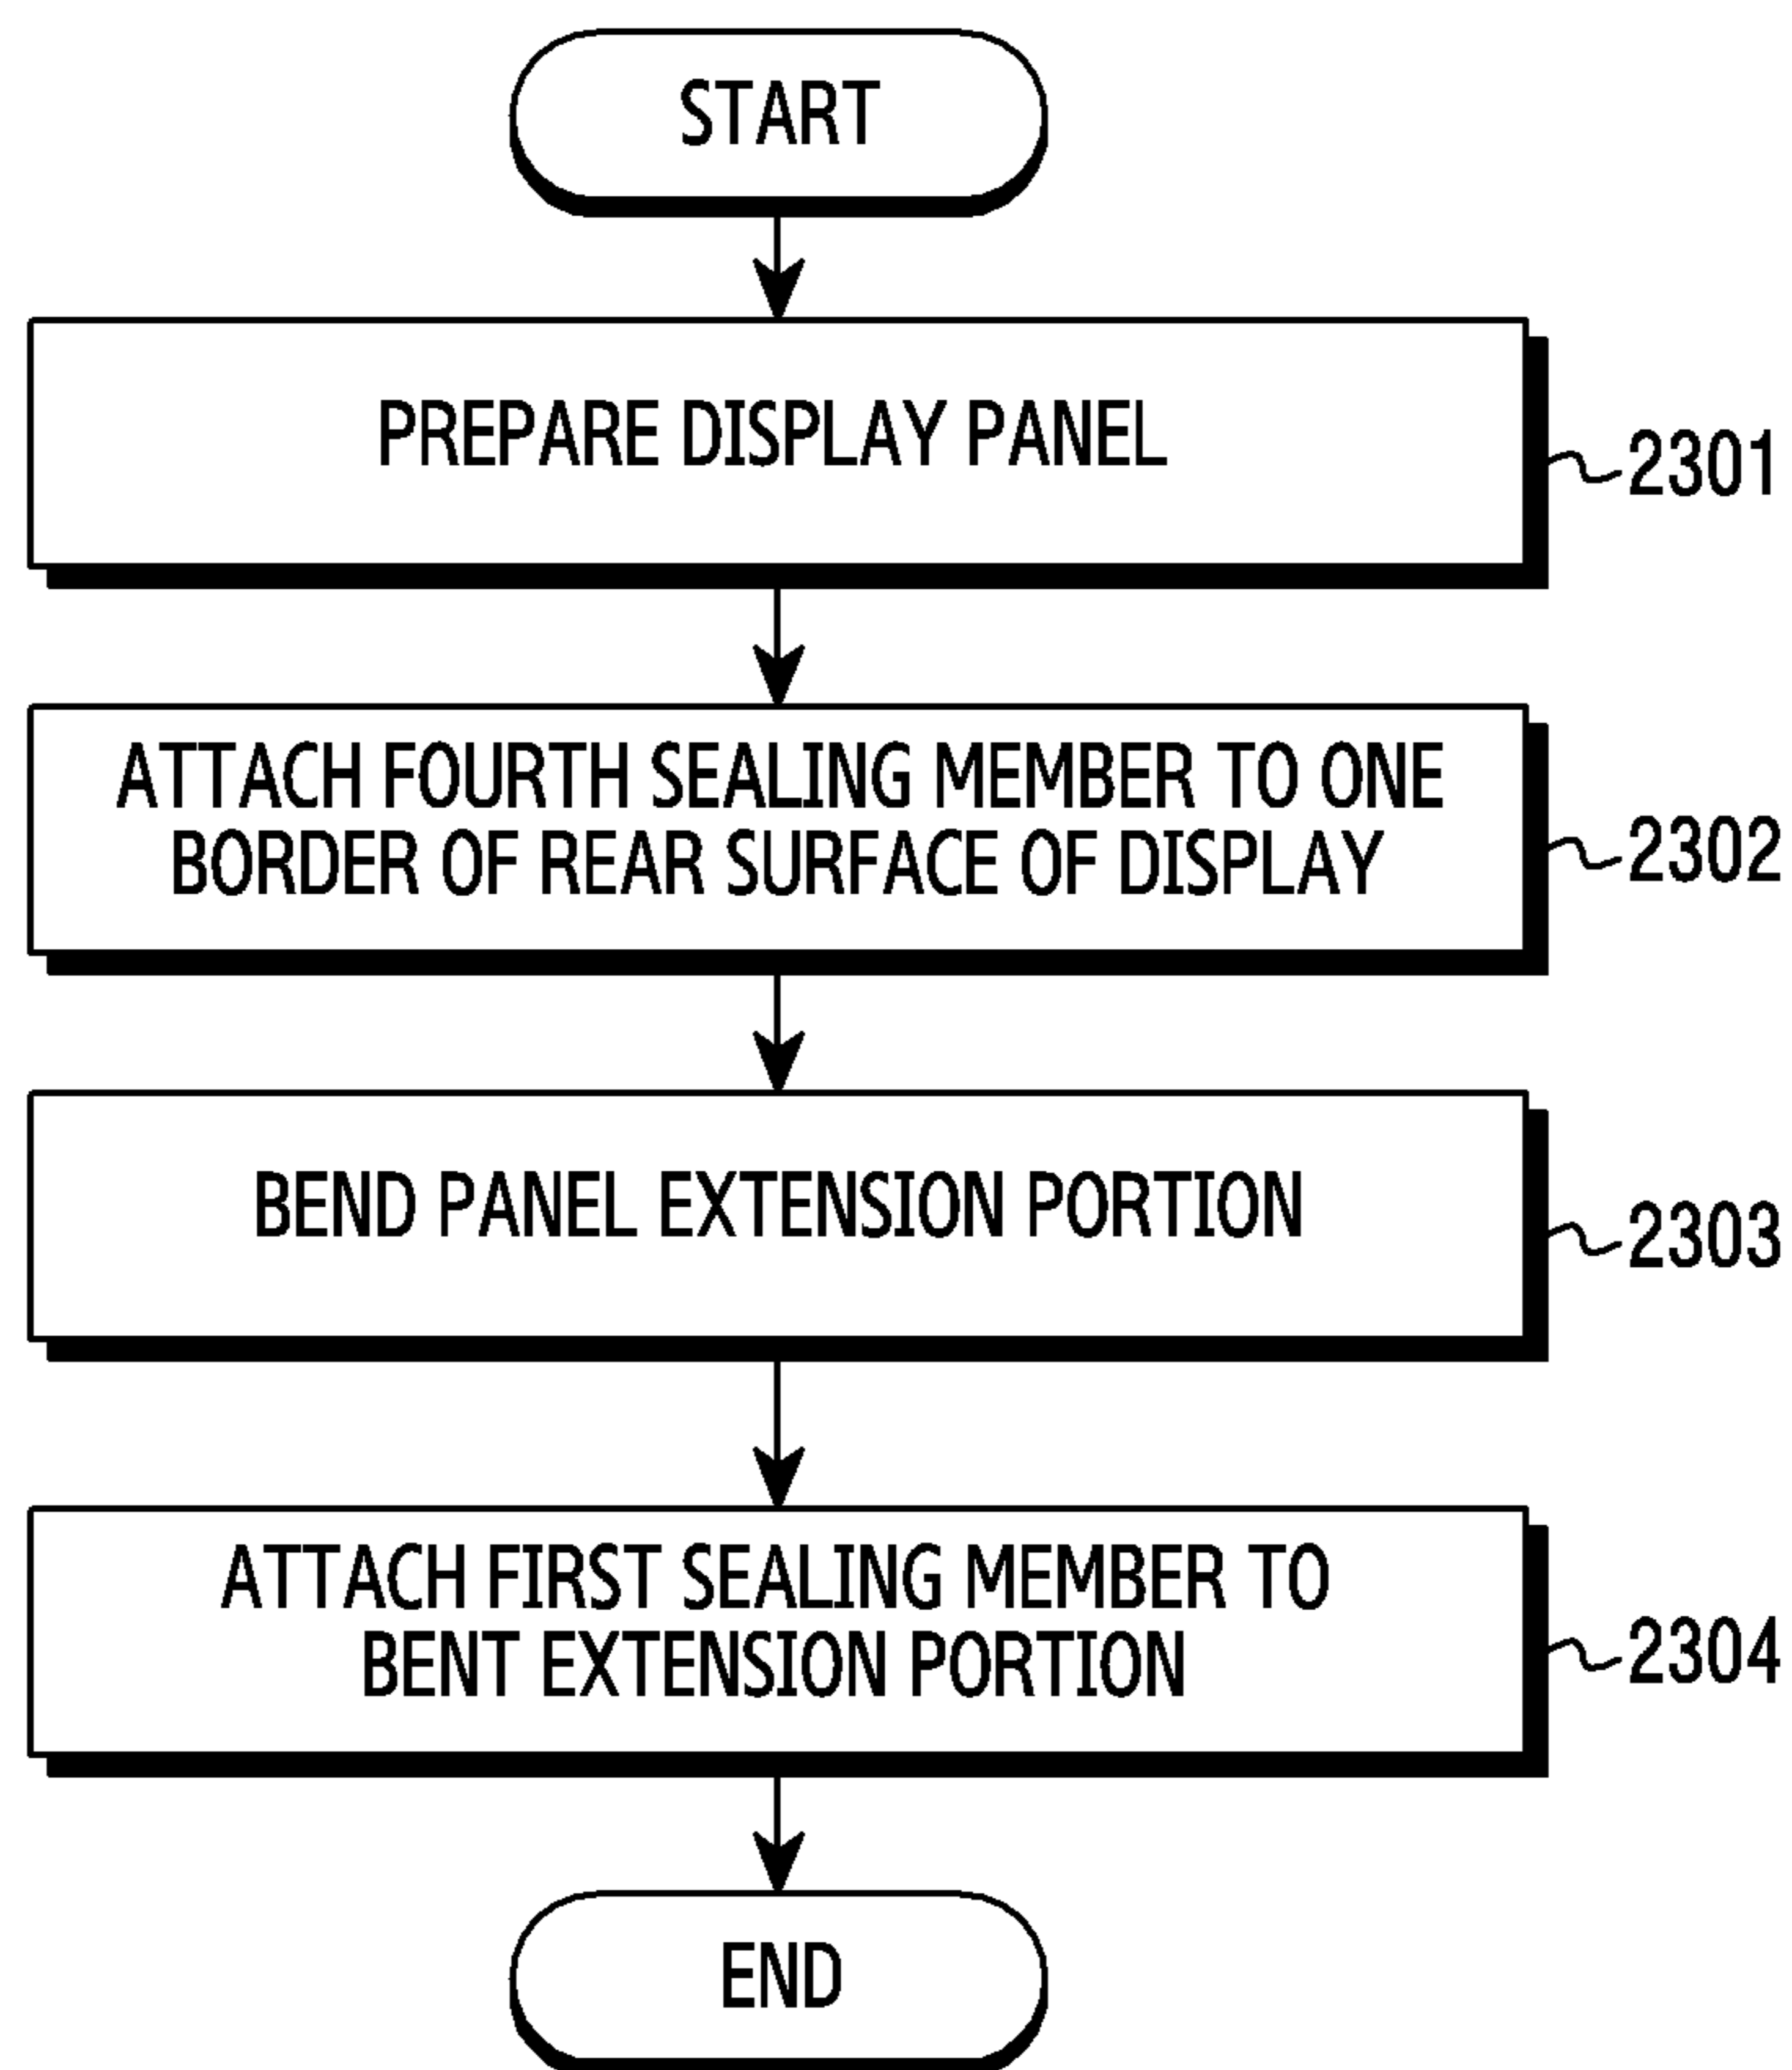 START
PREPARE DISPLAY PANEL
2301
ATTACH FOURTH SEALING MEMBER TO ONE
BORDER OF REAR SURFACE OF DISPLAY
2302
BEND PANEL EXTENSION PORTION
2303
ATTACH FIRST SEALING MEMBER TO
BENT EXTENSION PORTION
2304
END